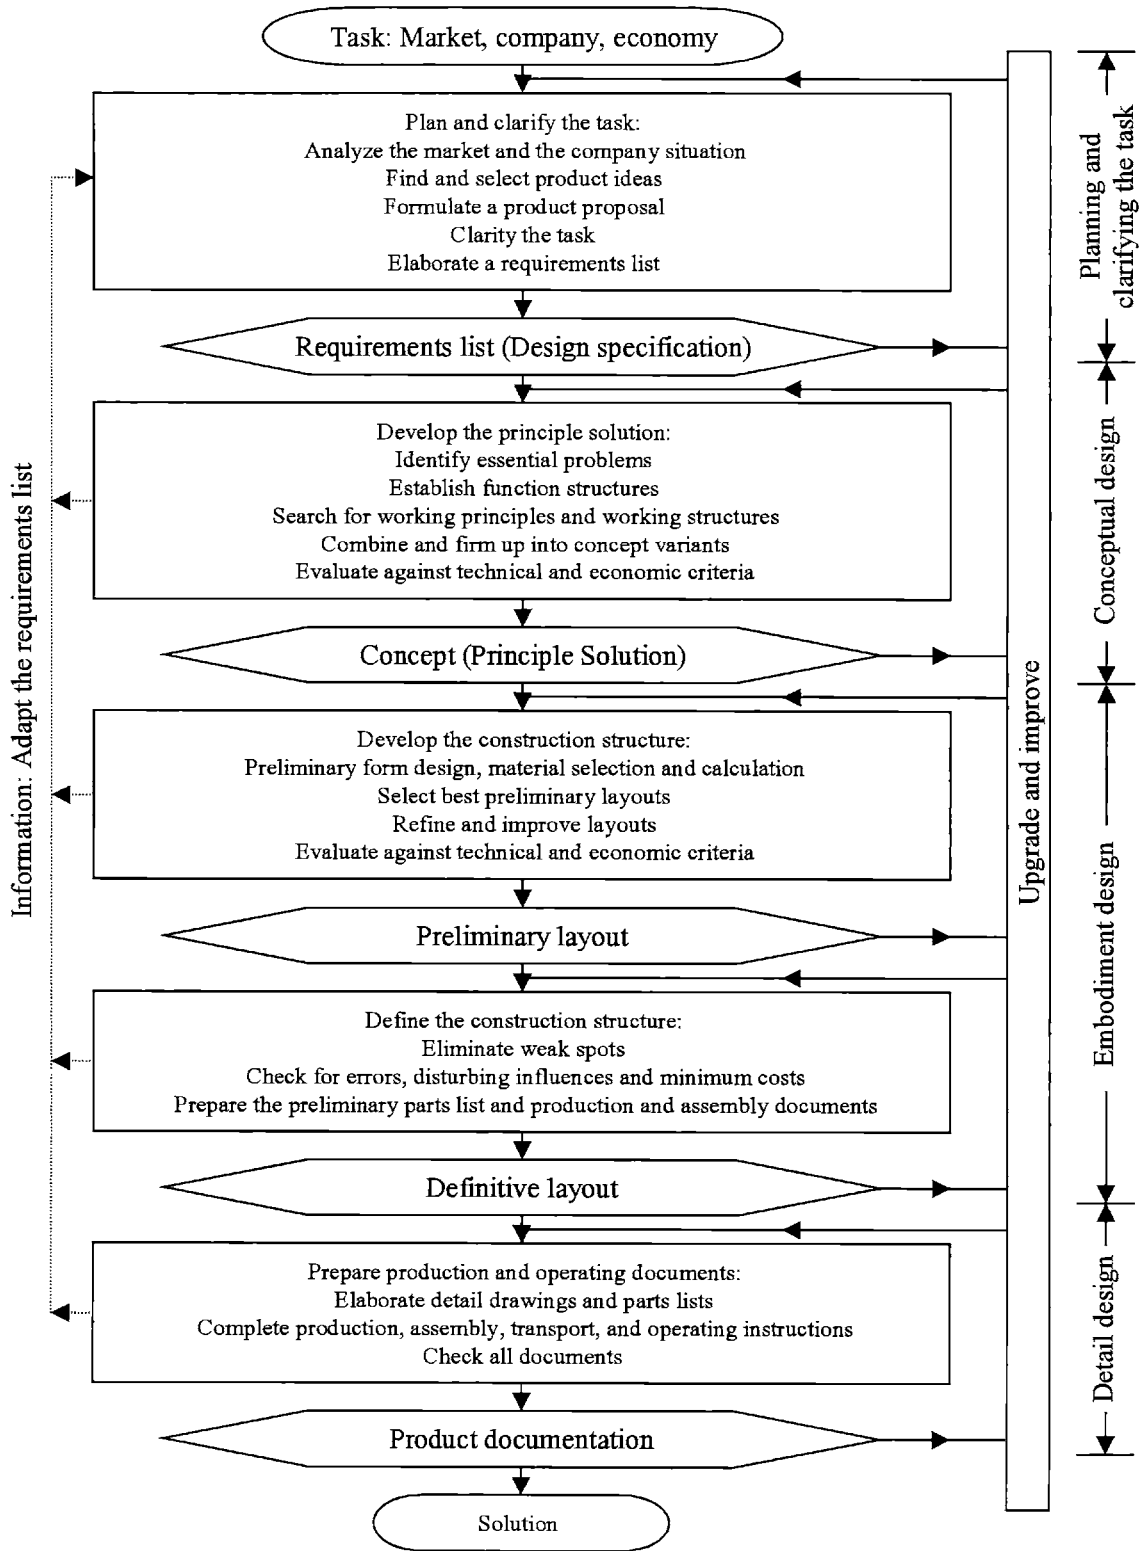 Task: Market, company, economy
Plan and clarify the task:
Analyze the market and the company situation
Find and select product ideas
Formulate a product proposal
Clarity the task
Elaborate a requirements list
Requirements list (Design specification)
Develop the principle solution:
Identify essential problems
Establish function structures
Search for working principles and working structures
Combine and firm up into concept variants
Evaluate against technical and economic criteria
Concept (Principle Solution)
Develop the construction structure:
Preliminary form design, material selection and calculation
Select best preliminary layouts
Refine and improve layouts
Evaluate against technical and economic criteria
Preliminary layout
Define the construction structure:
Eliminate weak spots
Check for errors, disturbing influences and minimum costs
Prepare the preliminary parts list and production and assembly documents
Definitive layout
Prepare production and operating documents:
Elaborate detail drawings and parts lists
Complete production, assembly, transport, and operating instructions
Check all documents
Product documentation
Solution
Information: Adapt the requirements list
Upgrade and improve
Planning and
clarifying the task
Conceptual design
Embodiment design
Detail design